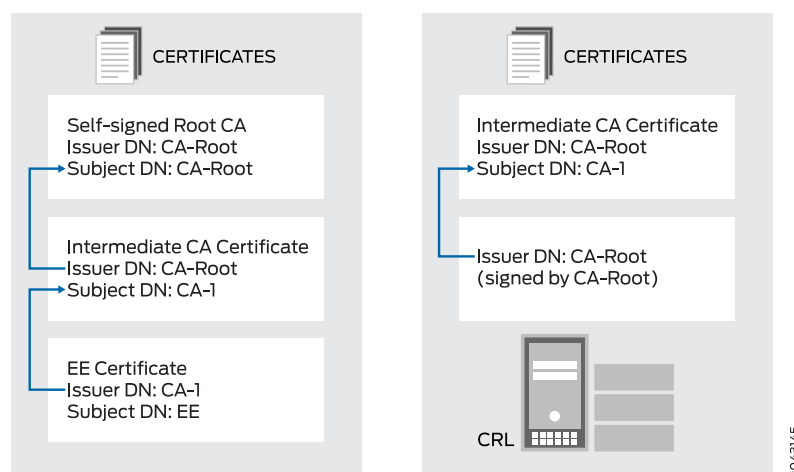 CERTIFICATES
Self-signed Root CA
Issuer DN: CA-Root
Subject DN: CA-Root
Intermediate CA Certificate
Issuer DN: CA-Root
Subject DN: CA-1
EE Certificate
Issuer DN: CA-1
Subject DN: EE
CERTIFICATES
Intermediate CA Certificate
Issuer DN: CA-Root
Subject DN: CA-1
Issuer DN: CA-Root
(signed by CA-Root)
CRL